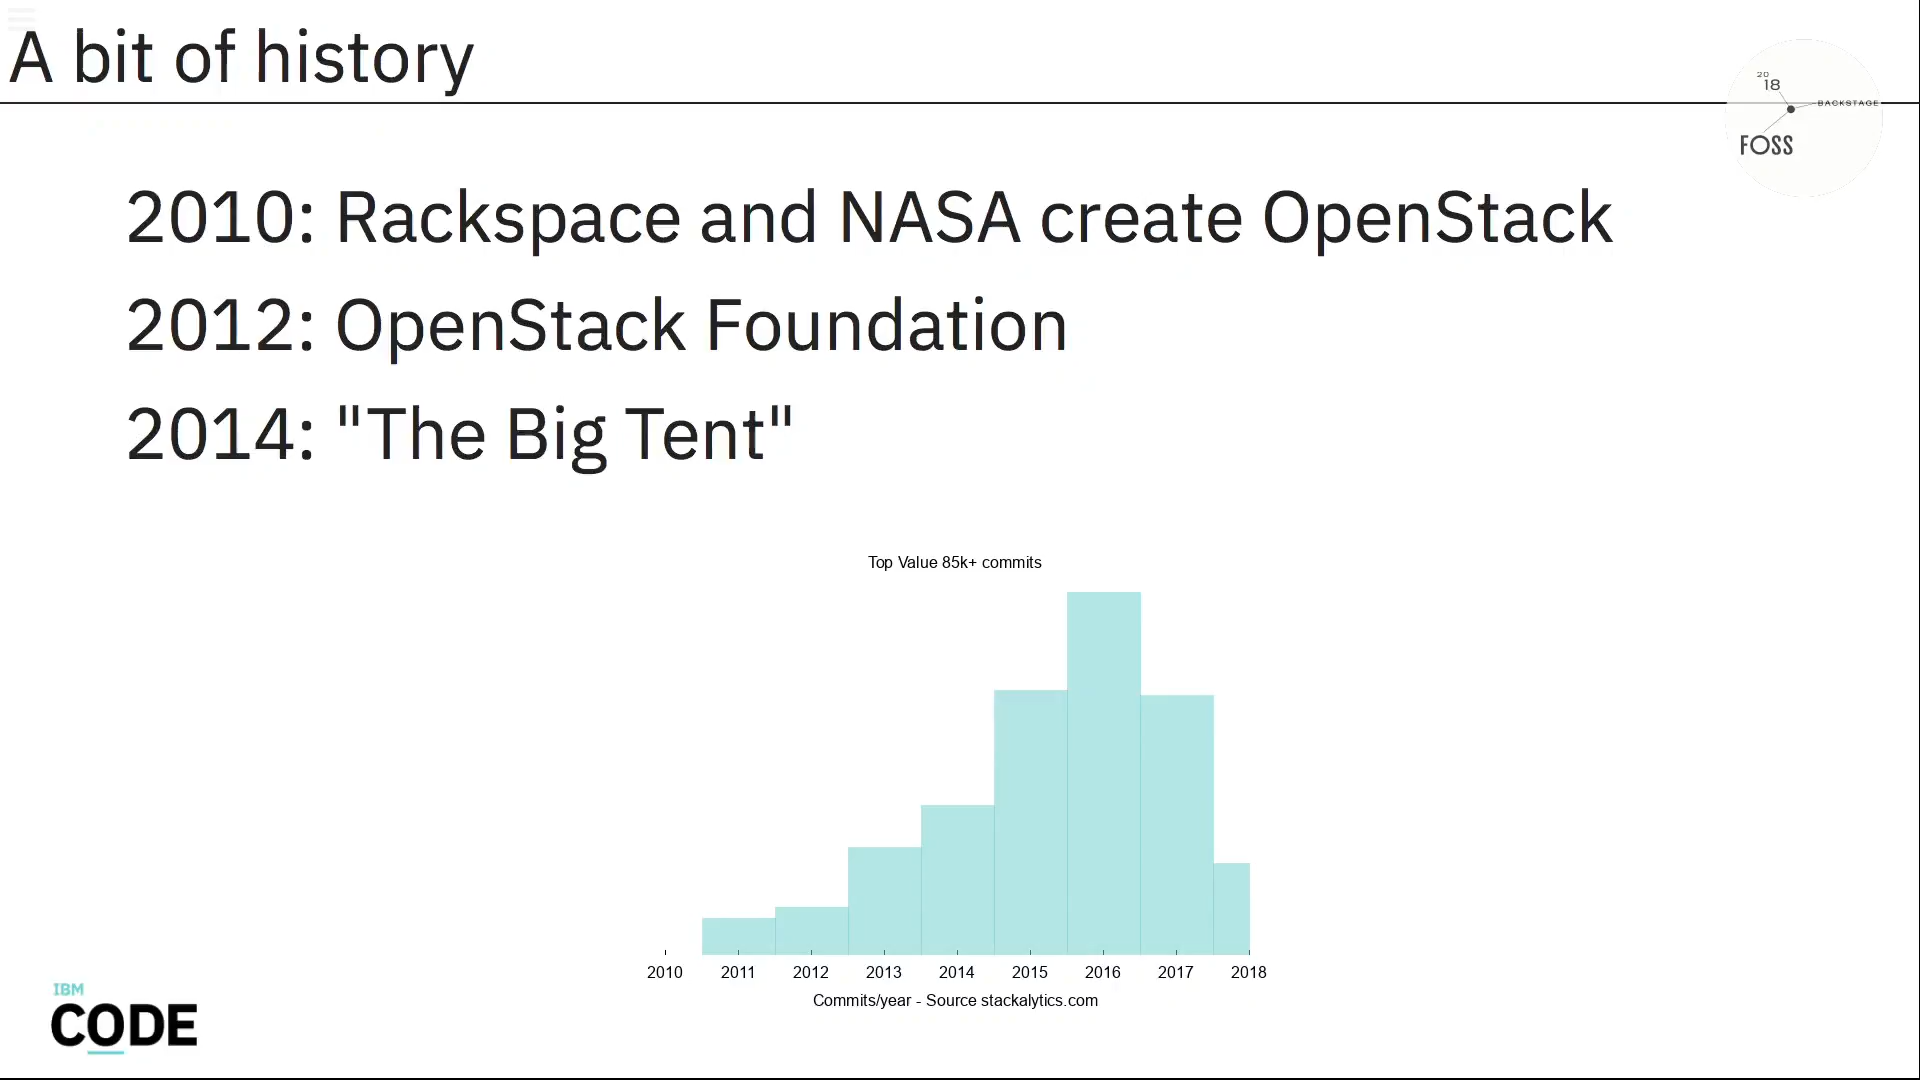 A bit of history
20
18
BACKSTAGE
FOSS
2010: Rackspace and NASA create OpenStack
2012: OpenStack Foundation
2014: "The Big Tent"
Top Value 85k+ commits
2010 2011 2012 2013 2014 2015 2016 2017 2018
Commits/year - Source stackalytics.com
IBM
CODE